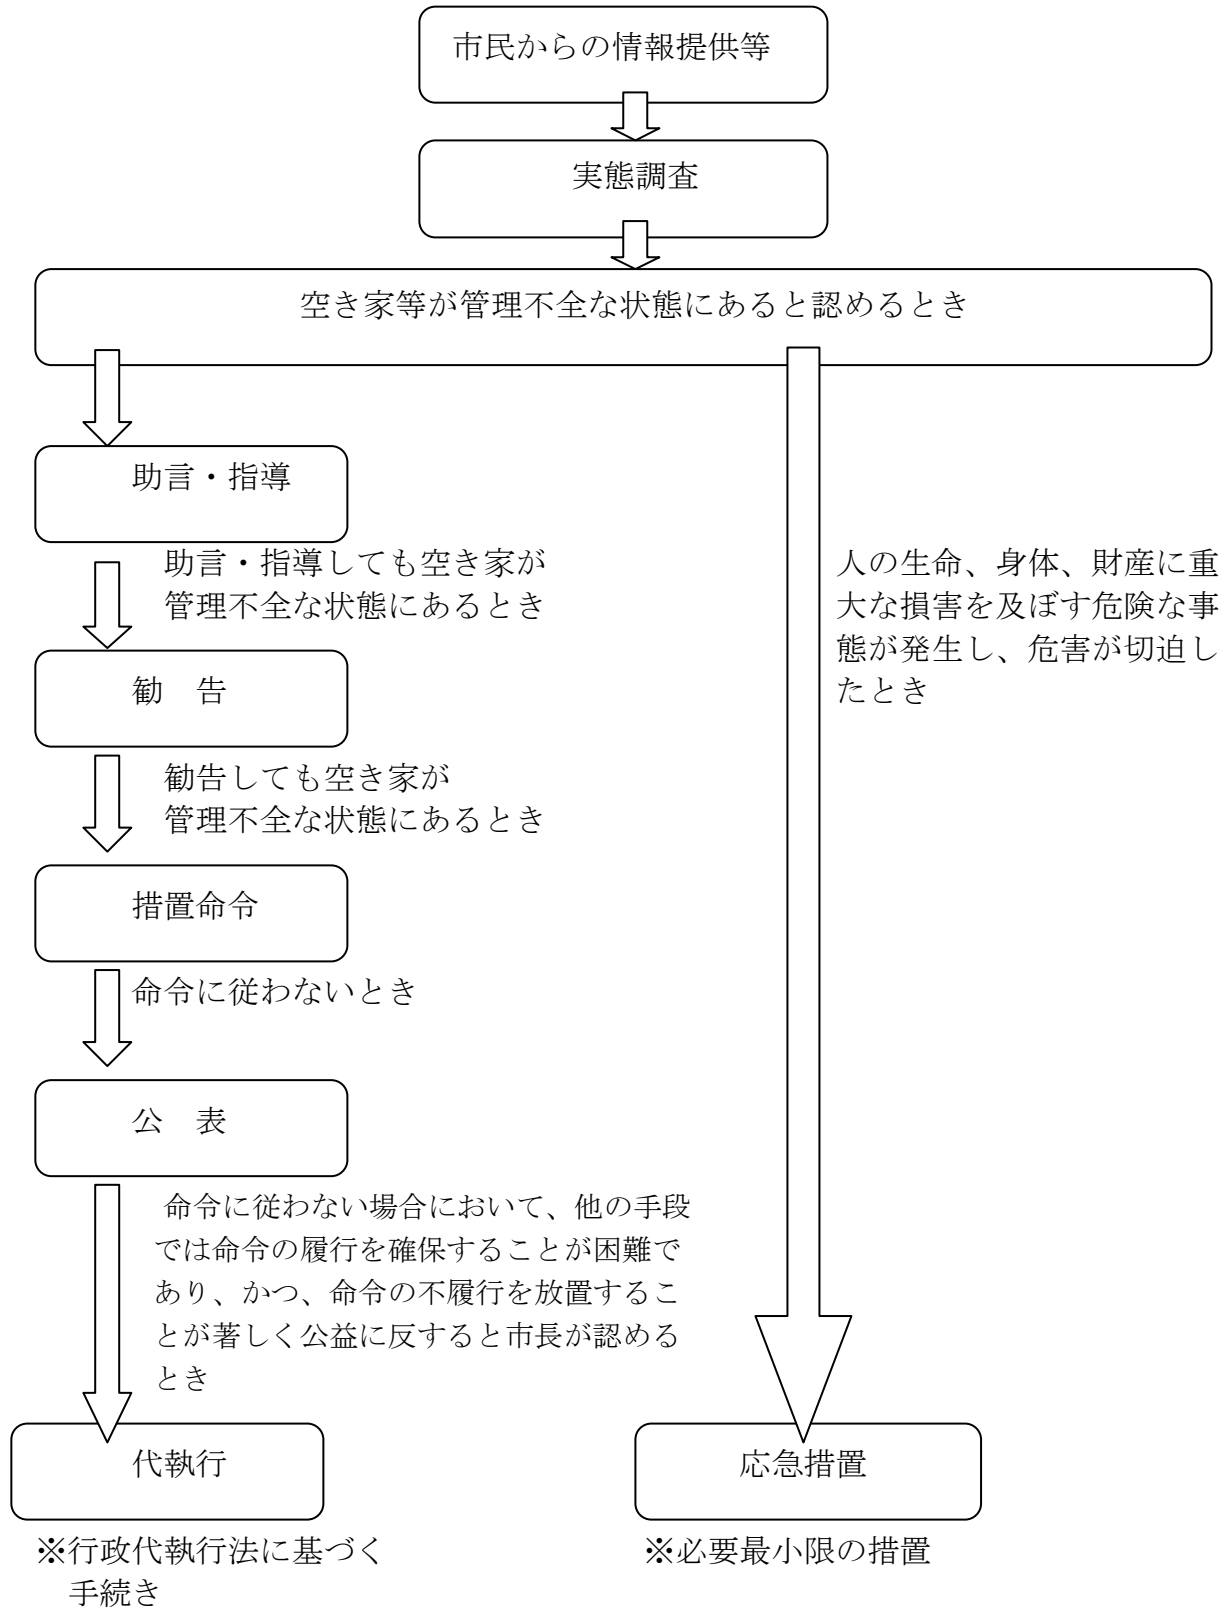 市民からの情報提供等
実態調査
空き家等が管理不全な状態にあると認めるとき
助言・指導
助言・指導しても空き家が
管理不全な状態にあるとき
勧　告
勧告しても空き家が
管理不全な状態にあるとき
措置命令
命令に従わないとき
公　表
命令に従わない場合において、他の手段
では命令の履行を確保することが困難で
あり、かつ、命令の不履行を放置するこ
とが著しく公益に反すると市長が認める
とき
代執行
※行政代執行法に基づく
手続き
人の生命、身体、財産に重
大な損害を及ぼす危険な事
態が発生し、危害が切迫し
たとき
応急措置
※必要最小限の措置